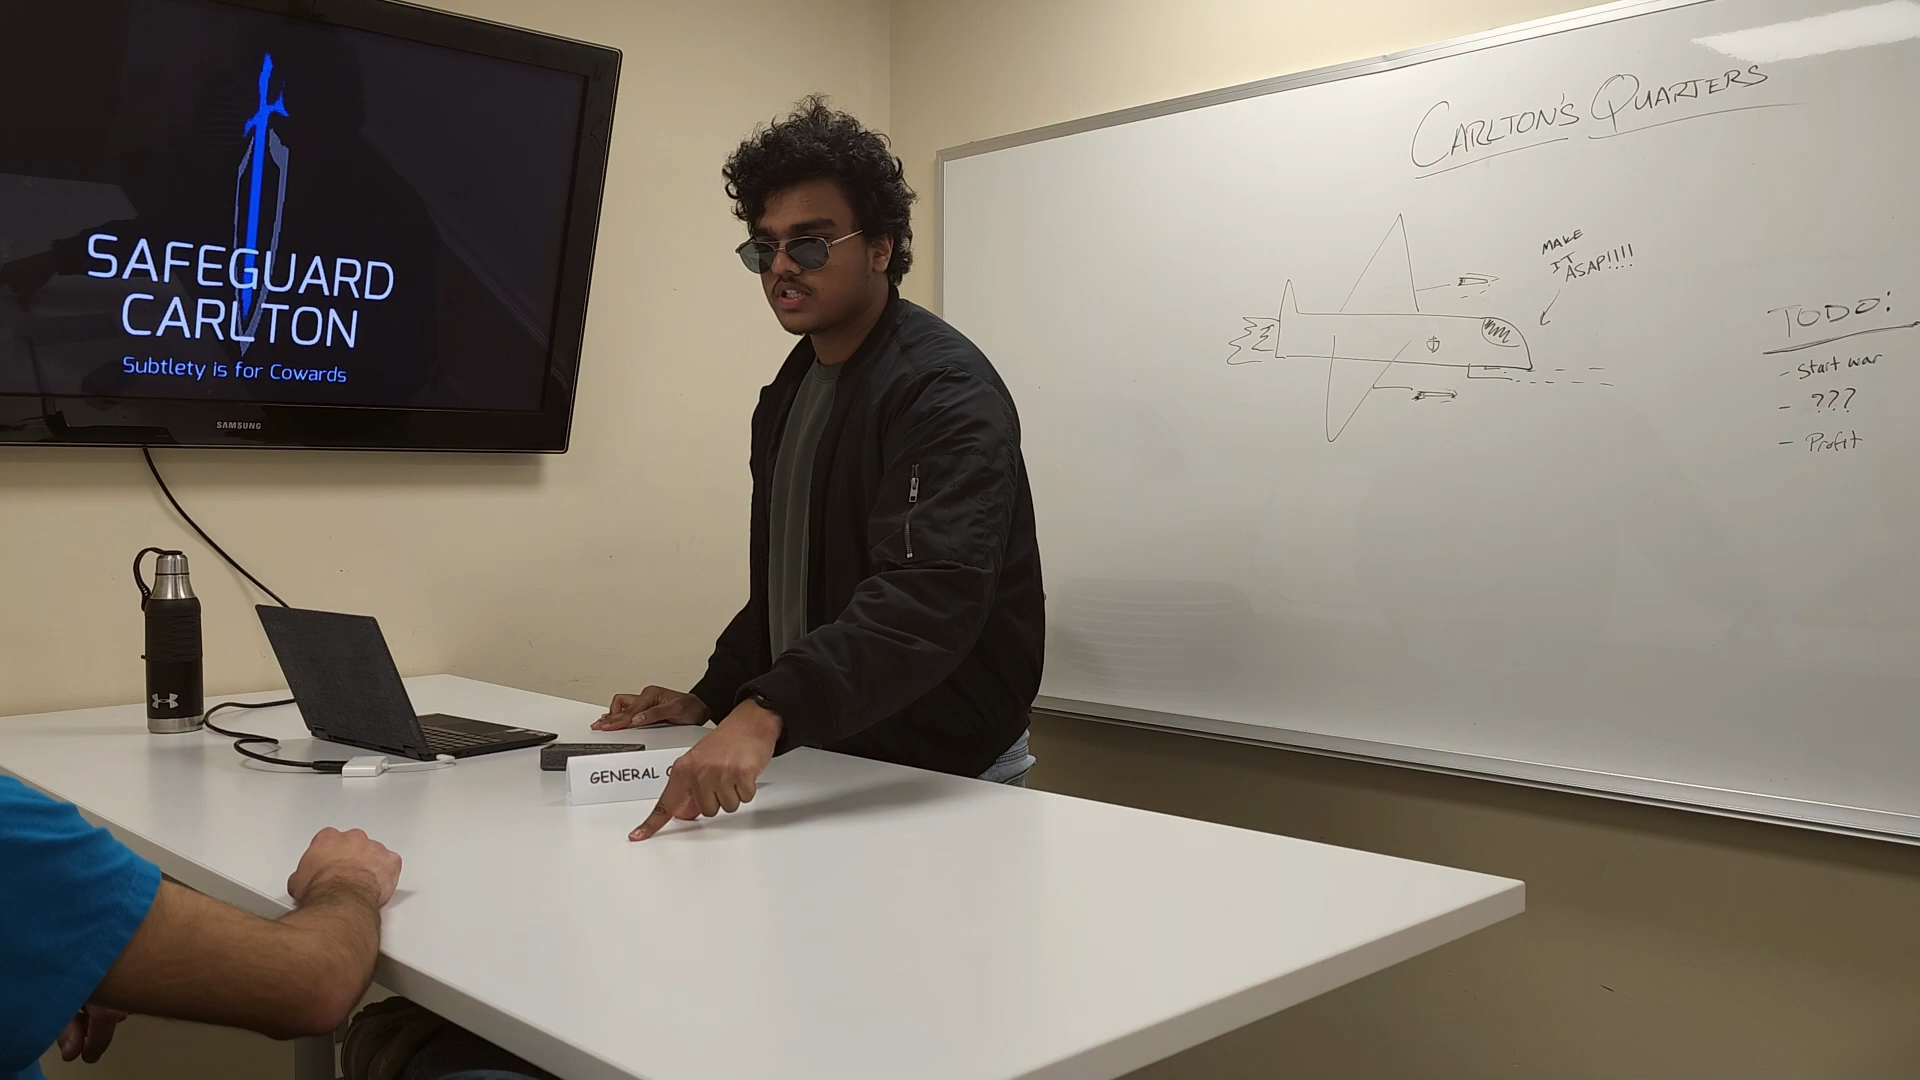 SAFEGUARD
CARLTON
Subtlety is for Cowards
SAMSUNG
GENERAL
CARLTON'S QUARTERS
MAKE
IT
ASAP!!!!
TODO:
- Start war
- ???
- Profit